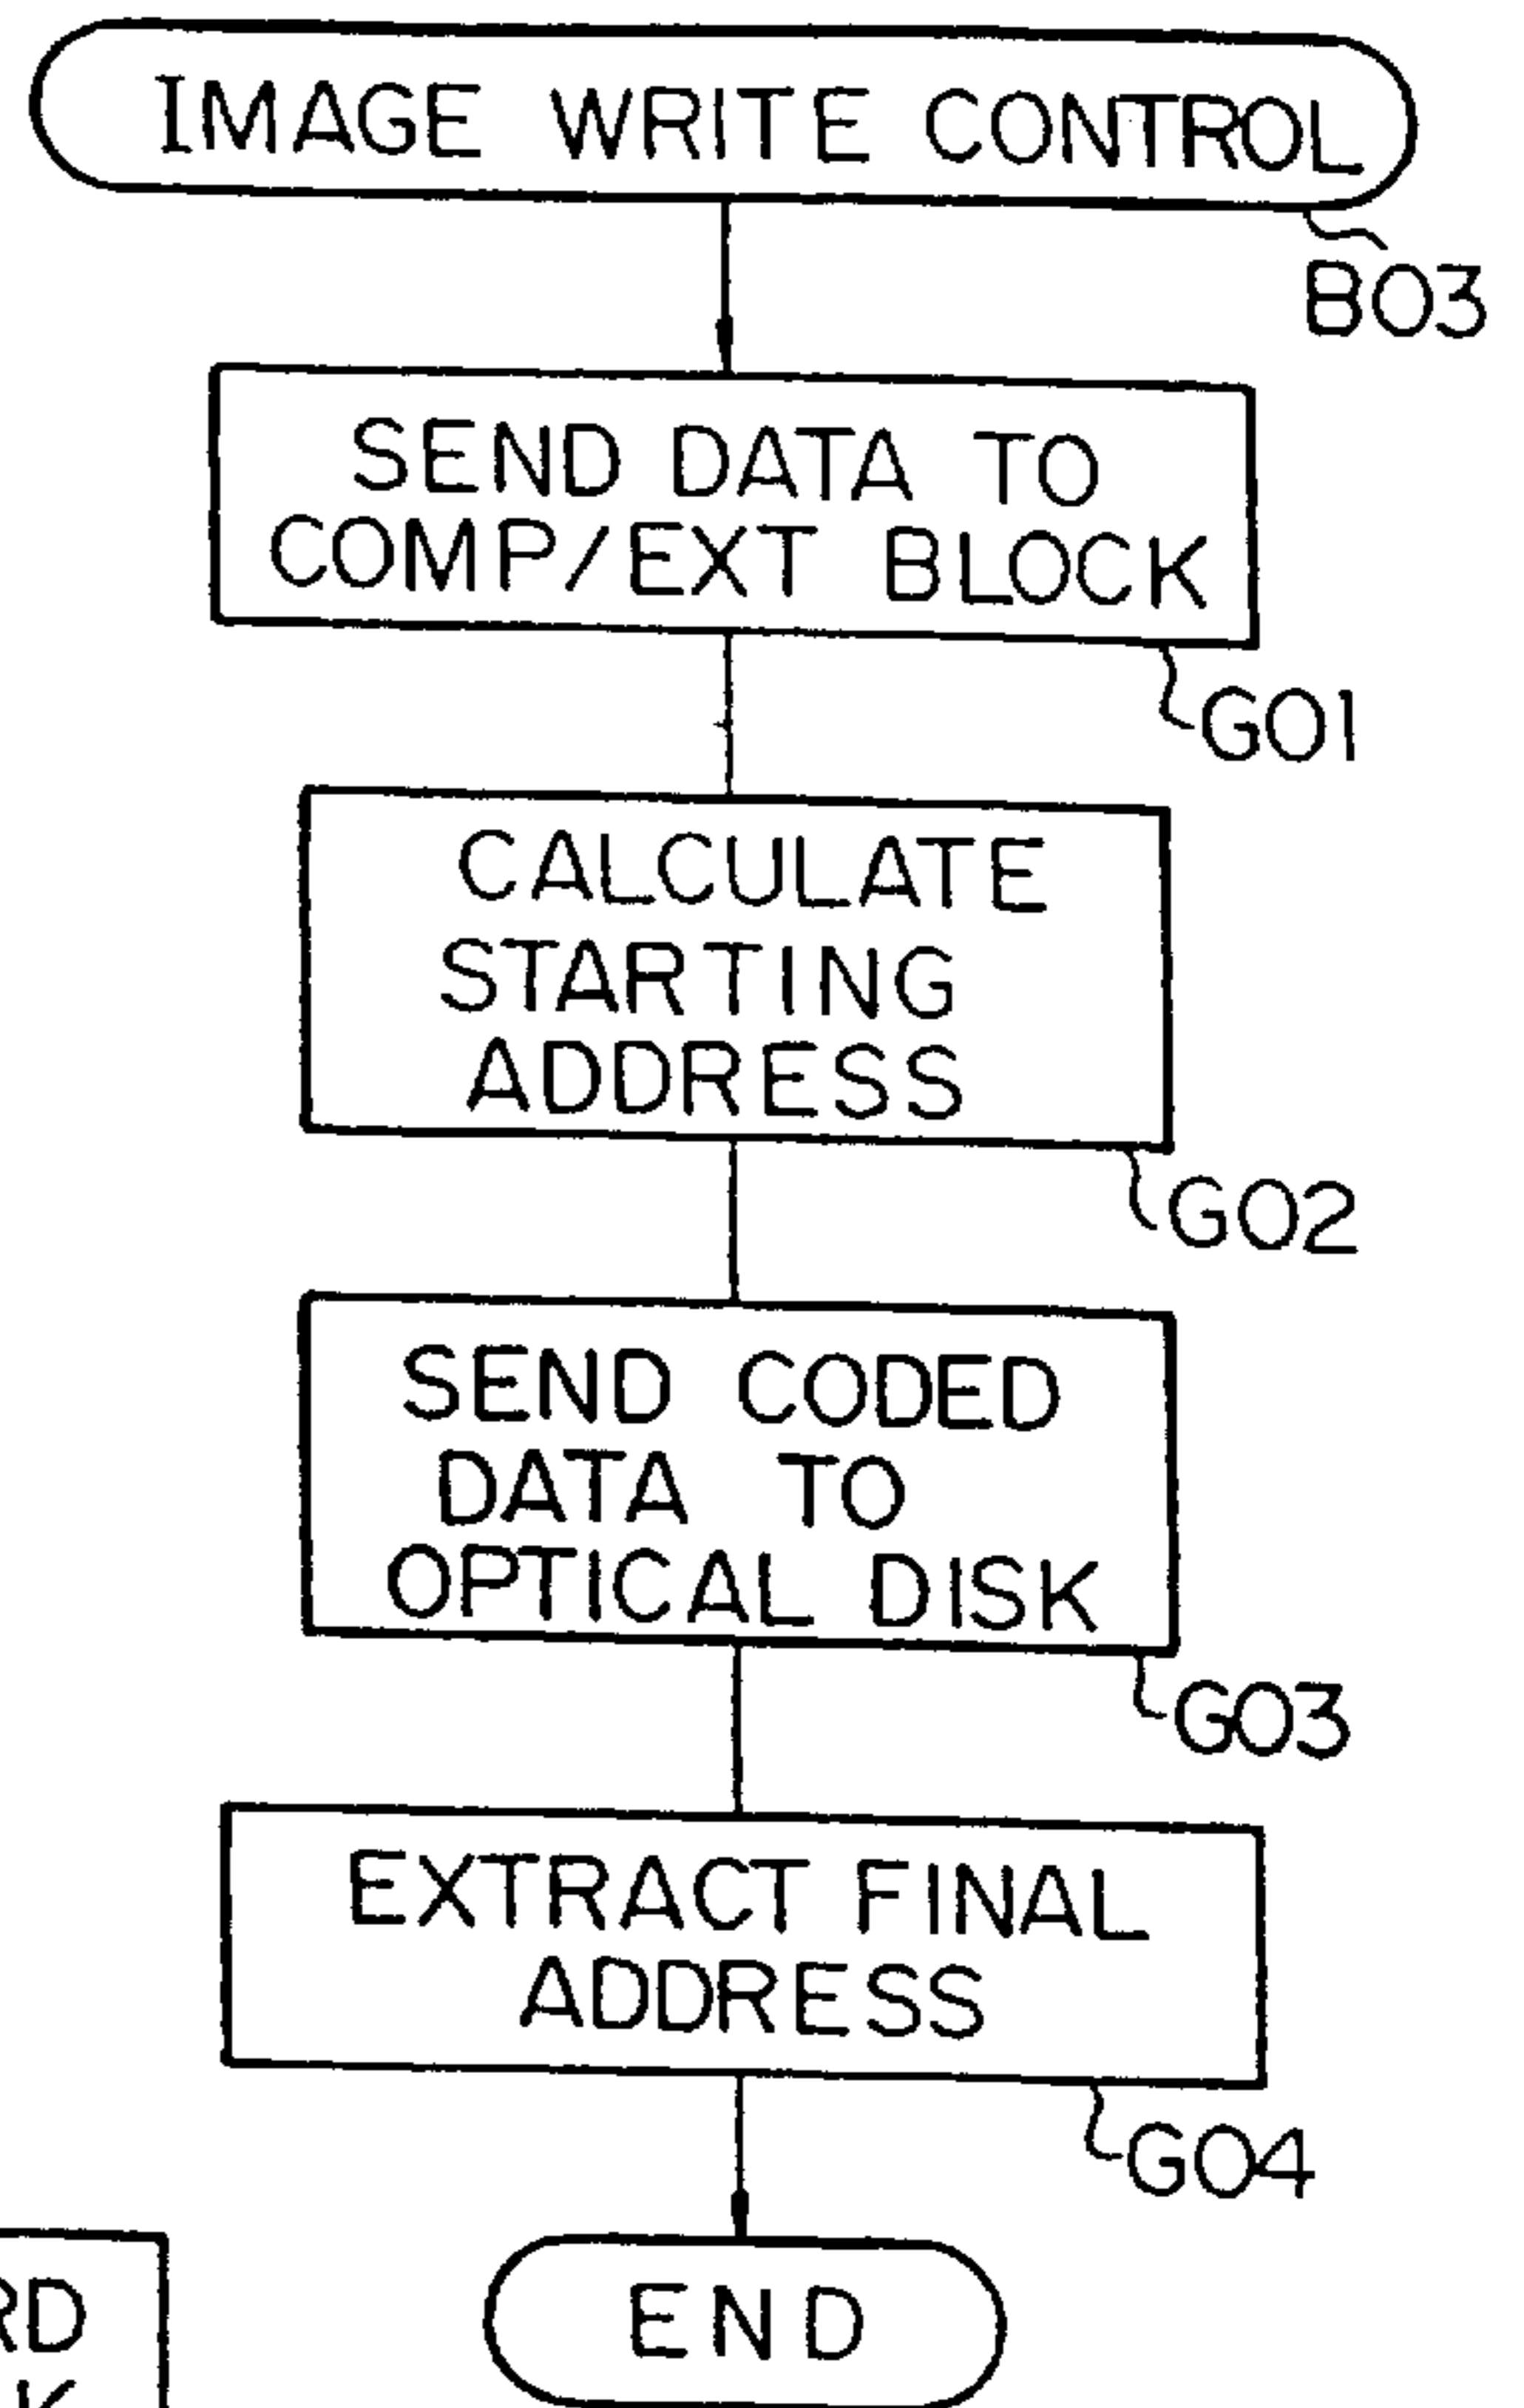 IMAGE WRITE CONTROL
B03
SEND DATA TO
COMP/EXT BLOCK
G01
CALCULATE
STARTING
ADDRESS
G02
SEND CODED
DATA TO
OPTICAL DISK
G03
EXTRACT FINAL
ADDRESS
G04
END